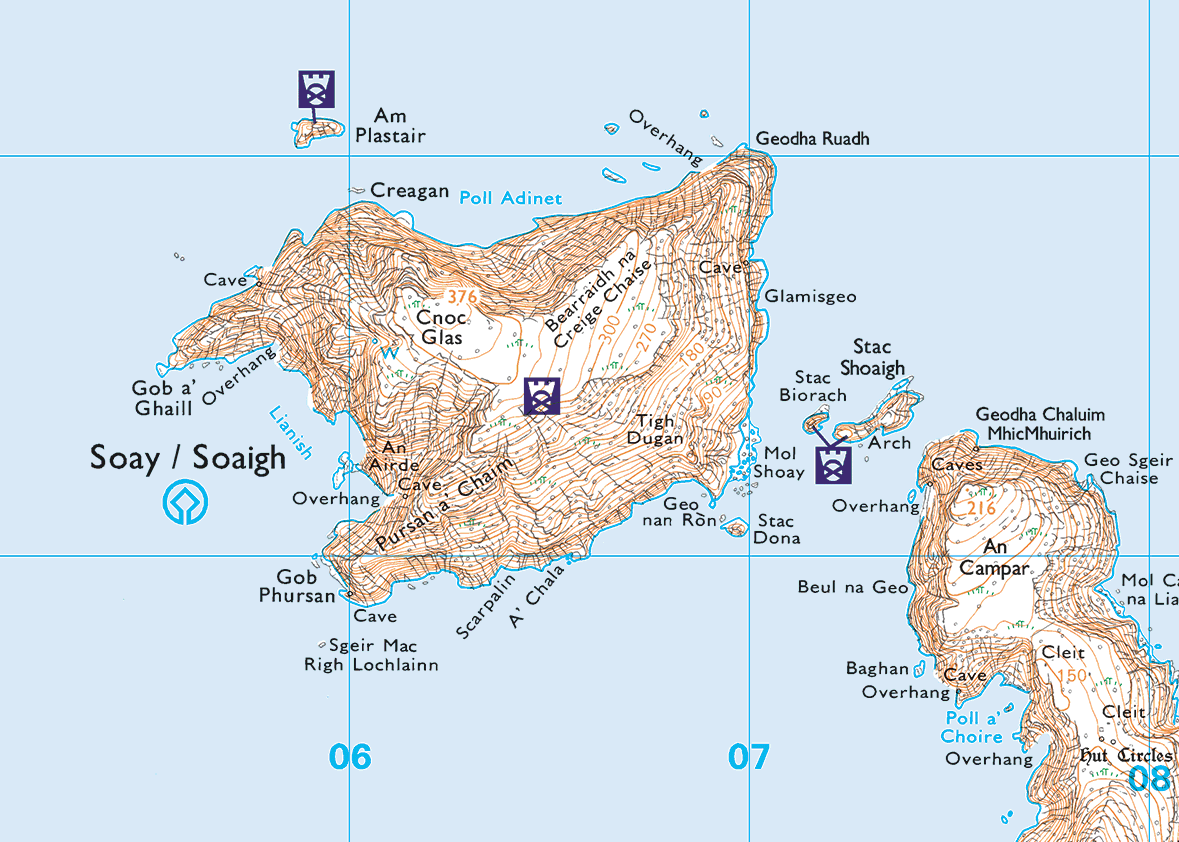 Am
Plastair
Overhang
Geodha Ruadh
Creagan
Poll Adinet
Cave
Cave
Bearraidh na
Creige Chaise
Glamisgeo
376
Cnoc
Glas
300
270
180
90
W
Overhang
Gob a'
Ghaill
Lianish
Stac
Shoaigh
Stac
Biorach
Arch
Tigh
Dugan
Mol
Shoay
Soay / Soaigh
An
Airde
Cave
Overhang
Pursan a' Chaim
Geo
nan Ròn
Stac
Dona
Geodha Chaluim
MhicMhuirich
Caves
Geo Sgeir
Chaise
Overhang
216
An
Campar
Gob
Phursan
Cave
Scarpalin
A' Chala
Beul na Geo
Mol Ca
na Lia
Sgeir Mac
Righ Lochlainn
Cleit
Baghan
Cave
150
Overhang
Cleit
Poll a'
Choire
Overhang
Hut Circles
06
07
08